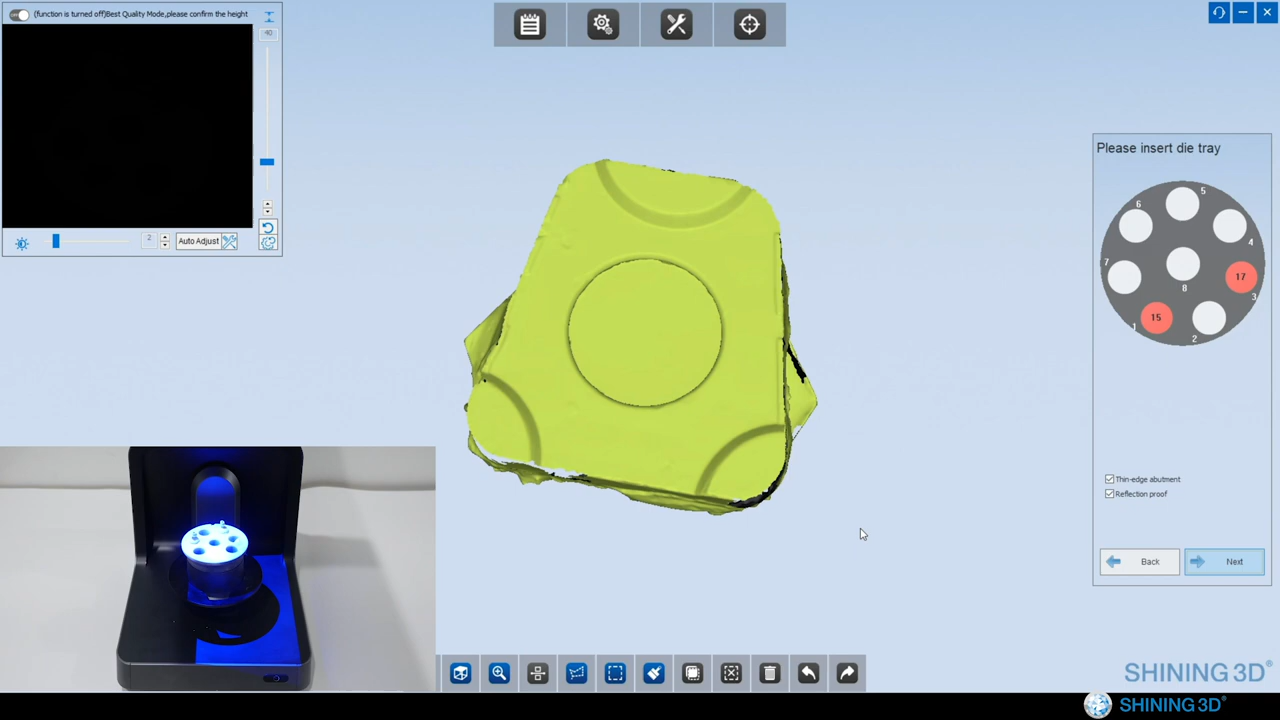 (function is turned off)Best Quality Mode,please confirm the height
40
2
Auto Adjust
Please insert die tray
5
6
4
7
17
8
3
15
1
2
Thin-edge abutment
Reflection proof
Back
Next
SHINING 3D®
SHINING 3D®